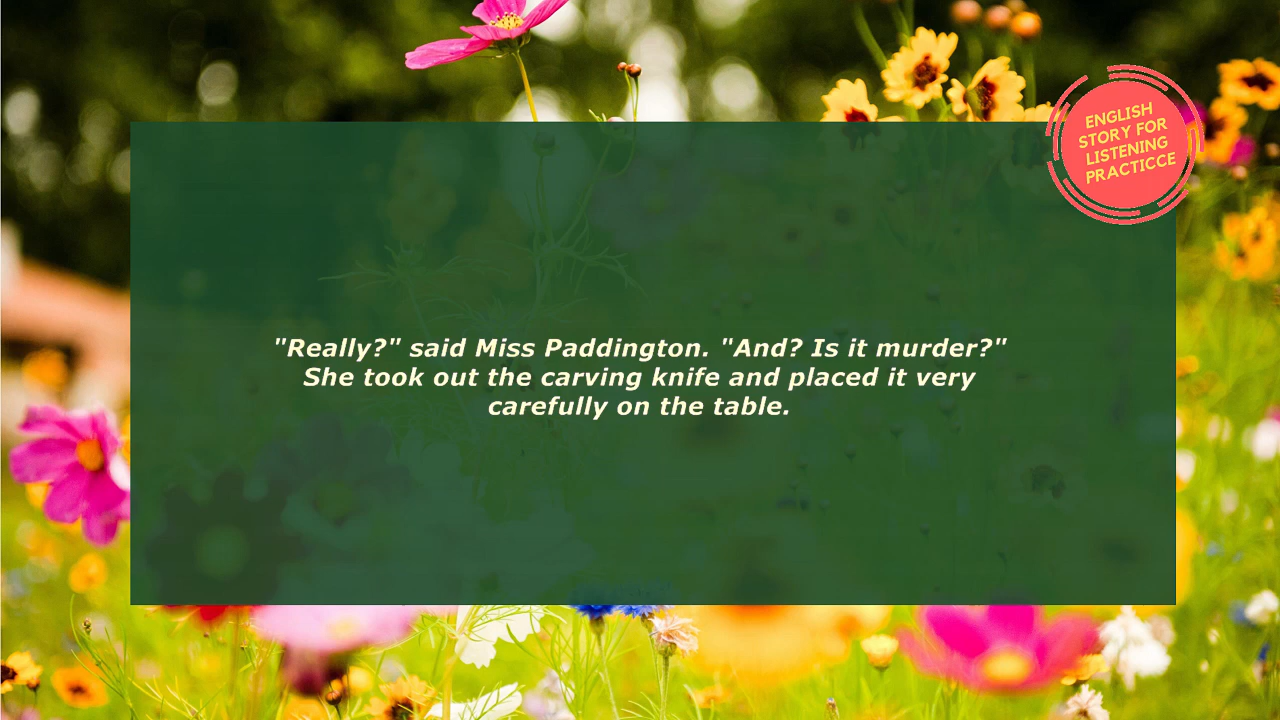 ENGLISH
STORY FOR
LISTENING
PRACTICCE
"Really?" said Miss Paddington. "And? Is it murder?"
She took out the carving knife and placed it very
carefully on the table.